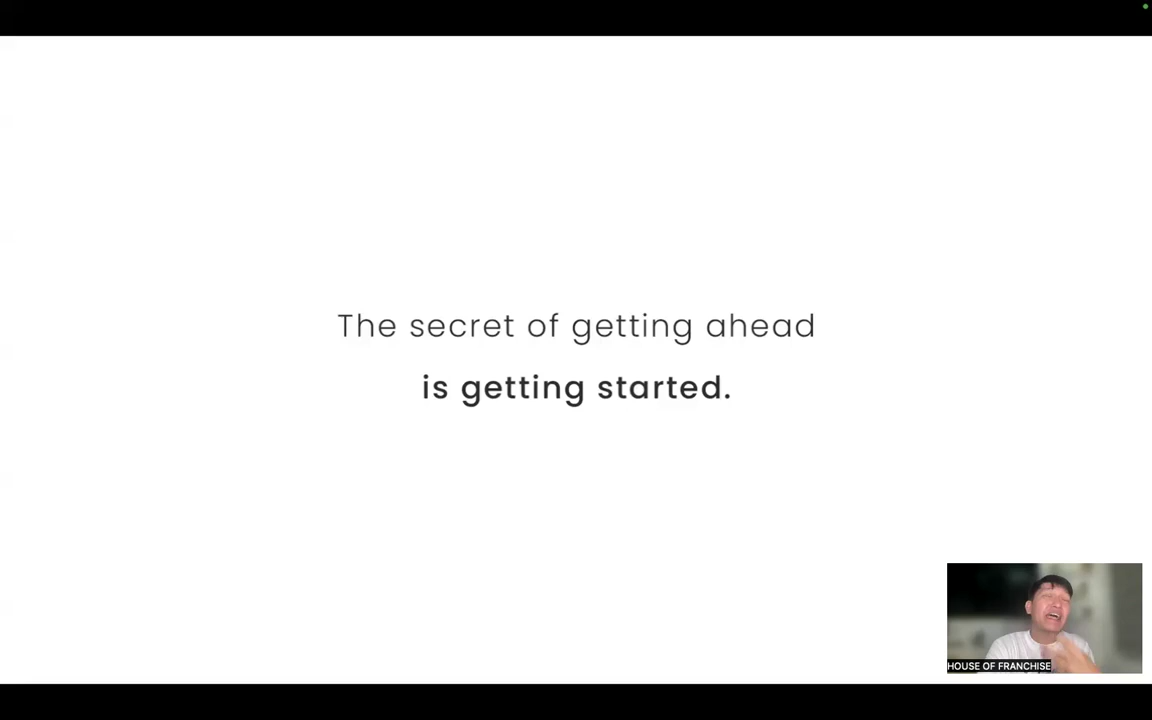 The secret of getting ahead
is getting started.
HOUSE OF FRANCHISE